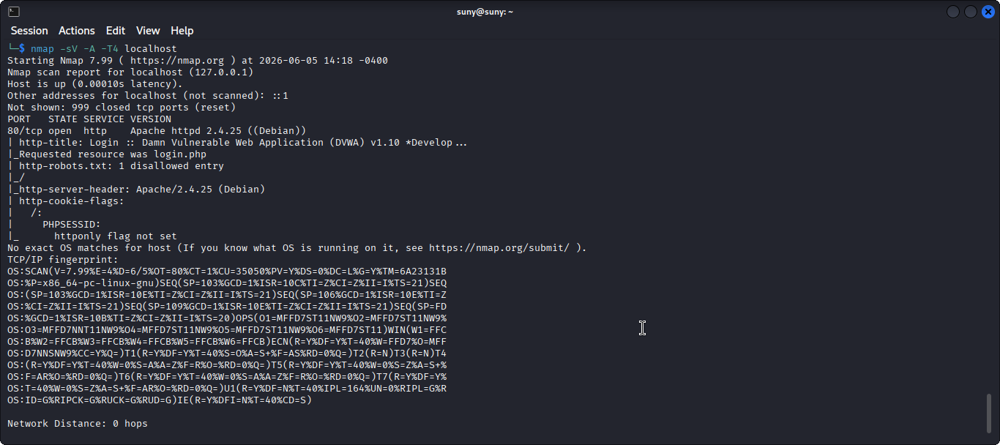 suny@suny: ~
Session Actions Edit View Help
└─$ nmap -sV -A -T4 localhost
Starting Nmap 7.99 ( https://nmap.org ) at 2026-06-05 14:18 -0400
Nmap scan report for localhost (127.0.0.1)
Host is up (0.00010s latency).
Other addresses for localhost (not scanned): ::1
Not shown: 999 closed tcp ports (reset)
PORT   STATE SERVICE VERSION
80/tcp open  http    Apache httpd 2.4.25 ((Debian))
| http-title: Login :: Damn Vulnerable Web Application (DVWA) v1.10 *Develop...
|_Requested resource was login.php
| http-robots.txt: 1 disallowed entry
|_/
|_http-server-header: Apache/2.4.25 (Debian)
| http-cookie-flags:
|   /:
|     PHPSESSID:
|_      httponly flag not set
No exact OS matches for host (If you know what OS is running on it, see https://nmap.org/submit/ ).
TCP/IP fingerprint:
OS:SCAN(V=7.99%E=4%D=6/5%OT=80%CT=1%CU=35050%PV=Y%DS=0%DC=L%G=Y%TM=6A23131B
OS:%P=x86_64-pc-linux-gnu)SEQ(SP=103%GCD=1%ISR=10C%TI=Z%CI=Z%II=I%TS=21)SEQ
OS:(SP=103%GCD=1%ISR=10E%TI=Z%CI=Z%II=I%TS=21)SEQ(SP=106%GCD=1%ISR=10E%TI=Z
OS:%CI=Z%II=I%TS=21)SEQ(SP=109%GCD=1%ISR=10E%TI=Z%CI=Z%II=I%TS=21)SEQ(SP=FD
OS:%GCD=1%ISR=10B%TI=Z%CI=Z%II=I%TS=20)OPS(O1=MFFD7ST11NW9%O2=MFFD7ST11NW9%
OS:O3=MFFD7NNT11NW9%O4=MFFD7ST11NW9%O5=MFFD7ST11NW9%O6=MFFD7ST11)WIN(W1=FFC
OS:B%W2=FFCB%W3=FFCB%W4=FFCB%W5=FFCB%W6=FFCB)ECN(R=Y%DF=Y%T=40%W=FFD7%O=MFF
OS:D7NNSNW9%CC=Y%Q=)T1(R=Y%DF=Y%T=40%S=O%A=S+%F=AS%RD=0%Q=)T2(R=N)T3(R=N)T4
OS:(R=Y%DF=Y%T=40%W=0%S=A%A=Z%F=R%O=%RD=0%Q=)T5(R=Y%DF=Y%T=40%W=0%S=Z%A=S+%
OS:F=AR%O=%RD=0%Q=)T6(R=Y%DF=Y%T=40%W=0%S=A%A=Z%F=R%O=%RD=0%Q=)T7(R=Y%DF=Y%
OS:T=40%W=0%S=Z%A=S+%F=AR%O=%RD=0%Q=)U1(R=Y%DF=N%T=40%IPL=164%UN=0%RIPL=G%R
OS:ID=G%RIPCK=G%RUCK=G%RUD=G)IE(R=Y%DFI=N%T=40%CD=S)
Network Distance: 0 hops